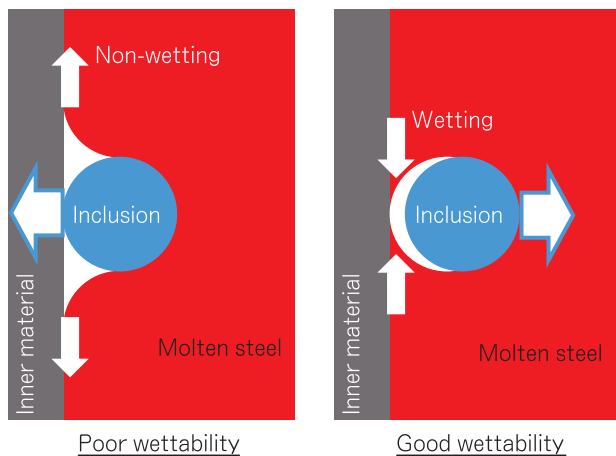 Non-wetting
Inclusion
Inner material
Molten steel
Poor wettability
Wetting
Inclusion
Inner material
Molten steel
Good wettability